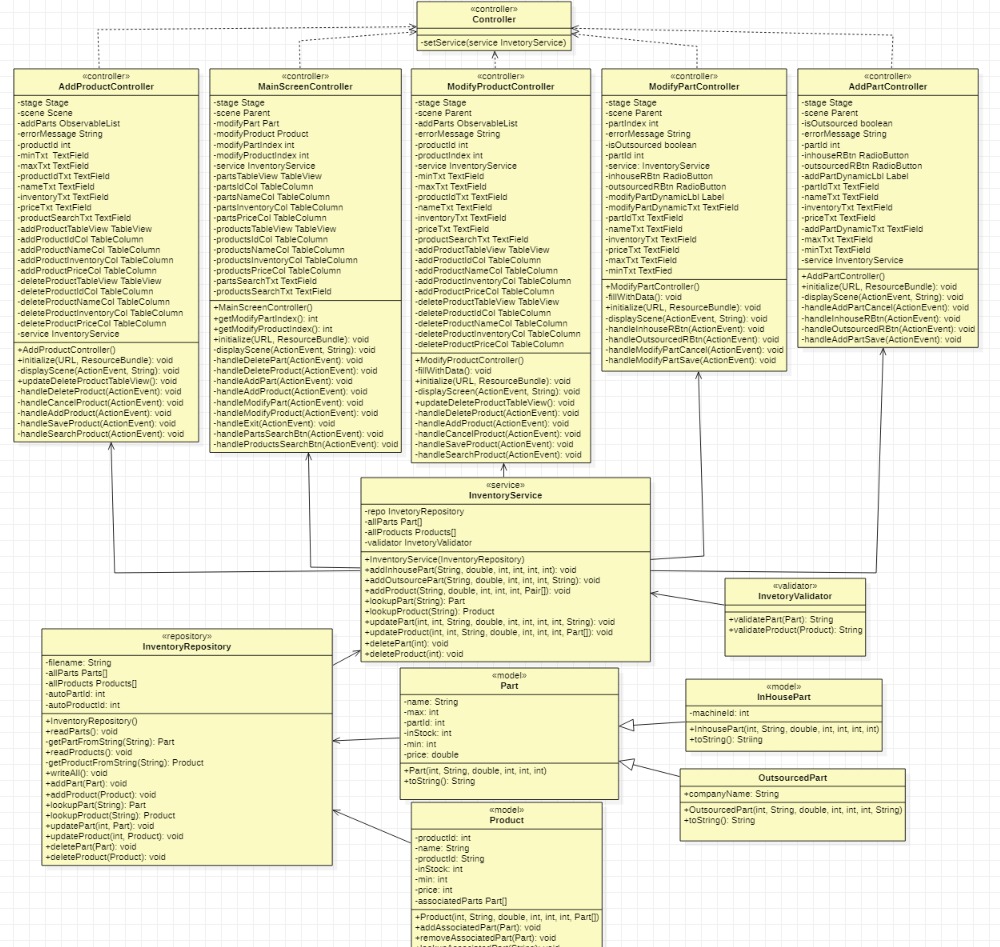 «controller»
Controller
-setService(service InvetoryService)
«controller»
AddProductController
-stage Stage
-scene Scene
-addParts ObservableList
-errorMessage String
-productId int
-minTxt TextField
-maxTxt TextField
-productIdTxt TextField
-nameTxt TextField
-inventoryTxt TextField
-priceTxt TextField
-productSearchTxt TextField
-addProductTableView TableView
-addProductIdCol TableColumn
-addProductNameCol TableColumn
-addProductInventoryCol TableColumn
-addProductPriceCol TableColumn
-deleteProductTableView TableView
-deleteProductIdCol TableColumn
-deleteProductNameCol TableColumn
-deleteProductInventoryCol TableColumn
-deleteProductPriceCol TableColumn
-service InventoryService
+AddProductController()
+initialize(URL, ResourceBundle): void
-displayScene(ActionEvent, String): void
+updateDeleteProductTableView(): void
-handleDeleteProduct(ActionEvent): void
-handleCancelProduct(ActionEvent): void
-handleAddProduct(ActionEvent): void
-handleSaveProduct(ActionEvent): void
-handleSearchProduct(ActionEvent): void
«controller»
MainScreenController
-stage Stage
-scene Parent
-modifyPart Part
-modifyProduct Product
-modifyPartIndex int
-modifyProductIndex int
-service InventoryService
-partsTableView TableView
-partsIdCol TableColumn
-partsNameCol TableColumn
-partsInventoryCol TableColumn
-partsPriceCol TableColumn
-productsTableView TableView
-productsIdCol TableColumn
-productsNameCol TableColumn
-productsInventoryCol TableColumn
-productsPriceCol TableColumn
-partsSearchTxt TextField
-productsSearchTxt TextField
+MainScreenController()
+getModifyPartIndex(): int
+getModifyProductIndex(): int
+initialize(URL, ResourceBundle): void
-displayScene(ActionEvent, String): void
-handleDeletePart(ActionEvent): void
-handleDeleteProduct(ActionEvent): void
-handleAddPart(ActionEvent): void
-handleAddProduct(ActionEvent): void
-handleModifyPart(ActionEvent): void
-handleModifyProduct(ActionEvent): void
-handleExit(ActionEvent): void
-handlePartsSearchBtn(ActionEvent): void
-handleProductsSearchBtn(ActionEvent): void
«controller»
ModifyProductController
-stage Stage
-scene Parent
-addParts ObservableList
-errorMessage String
-productId int
-productIndex int
-service InventoryService
-minTxt TextField
-maxTxt TextField
-productIdTxt TextField
-nameTxt TextField
-inventoryTxt TextField
-priceTxt TextField
-productSearchTxt TextField
-addProductTableView TableView
-addProductIdCol TableColumn
-addProductNameCol TableColumn
-addProductInventoryCol TableColumn
-addProductPriceCol TableColumn
-deleteProductTableView TableView
-deleteProductIdCol TableColumn
-deleteProductNameCol TableColumn
-deleteProductInventoryCol TableColumn
-deleteProductPriceCol TableColumn
+ModifyProductController()
-fillWithData(): void
+initialize(URL, ResourceBundle): void
-displayScreen(ActionEvent, String): void
+updateDeleteProductTableView(): void
-handleDeleteProduct(ActionEvent): void
-handleAddProduct(ActionEvent): void
-handleCancelProduct(ActionEvent): void
-handleSaveProduct(ActionEvent): void
-handleSearchProduct(ActionEvent): void
«controller»
ModifyPartController
-stage Stage
-scene Parent
-partIndex int
-errorMessage String
-isOutsourced boolean
-partId int
-service: InventoryService
-inhouseRBtn RadioButton
-outsourcedRBtn RadioButton
-modifyPartDynamicLbl Label
-modifyPartDynamicTxt TextField
-partIdTxt TextField
-nameTxt TextField
-inventoryTxt TextField
-priceTxt TextField
-maxTxt TextField
-minTxt TextFied
+ModifyPartController()
-fillWithData(): void
+initialize(URL, ResourceBundle): void
-displayScene(ActionEvent, String): void
-handleInhouseRBtn(ActionEvent): void
-handleOutsourcedRBtn(ActionEvent): void
-handleModifyPartCancel(ActionEvent): void
-handleModifyPartSave(ActionEvent): void
«controller»
AddPartController
-stage Stage
-scene Parent
-isOutsourced boolean
-errorMessage String
-partId int
-inhouseRBtn RadioButton
-outsourcedRBtn RadioButton
-addPartDynamicLbl Label
-partIdTxt TextField
-nameTxt TextField
-inventoryTxt TextField
-priceTxt TextField
-addPartDynamicTxt TextField
-maxTxt TextField
-minTxt TextField
-service InventoryService
+AddPartController()
+initialize(URL, ResourceBundle): void
-displayScene(ActionEvent, String): void
-handleAddPartCancel(ActionEvent): void
-handleInhouseRBtn(ActionEvent): void
-handleOutsourcedRBtn(ActionEvent): void
-handleAddPartSave(ActionEvent): void
«service»
InventoryService
-repo InvetoryRepository
-allParts Part[]
-allProducts Products[]
-validator InvetoryValidator
+InventoryService(InventoryRepository)
+addInhousePart(String, double, int, int, int, int): void
+addOutsourcePart(String, double, int, int, int, String): void
+addProduct(String, double, int, int, int, Pair[]): void
+lookupPart(String): Part
+lookupProduct(String): Product
+updatePart(int, int, String, double, int, int, int, String): void
+updateProduct(int, int, String, double, int, int, int, Part[]): void
+deletePart(int): void
+deleteProduct(int): void
«validator»
InvetoryValidator
+validatePart(Part): String
+validateProduct(Product): String
«repository»
InventoryRepository
-filename: String
-allParts Parts[]
-allProducts Products[]
-autoPartId: int
-autoProductId: int
+InventoryRepository()
+readParts(): void
-getPartFromString(String): Part
+readProducts(): void
-getProductFromString(String): Product
+writeAll(): void
+addPart(Part): void
+addProduct(Product): void
+lookupPart(String): Part
+lookupProduct(String): Product
+updatePart(int, Part): void
+updateProduct(int, Product): void
+deletePart(Part): void
+deleteProduct(Product): void
«model»
Part
-name: String
-max: int
-partId: int
-inStock: int
-min: int
-price: double
+Part(int, String, double, int, int, int)
+toString(): String
«model»
InHousePart
-machineId: int
+InhousePart(int, String, double, int, int, int, int)
+toString(): Striing
OutsourcedPart
+companyName: String
+OutsourcedPart(int, String, double, int, int, int, String)
+toString(): String
«model»
Product
-productId: int
-name: String
-productId: String
-inStock: int
-min: int
-price: int
-associatedParts Part[]
+Product(int, String, double, int, int, int, Part[])
+addAssociatedPart(Part): void
+removeAssociatedPart(Part): void